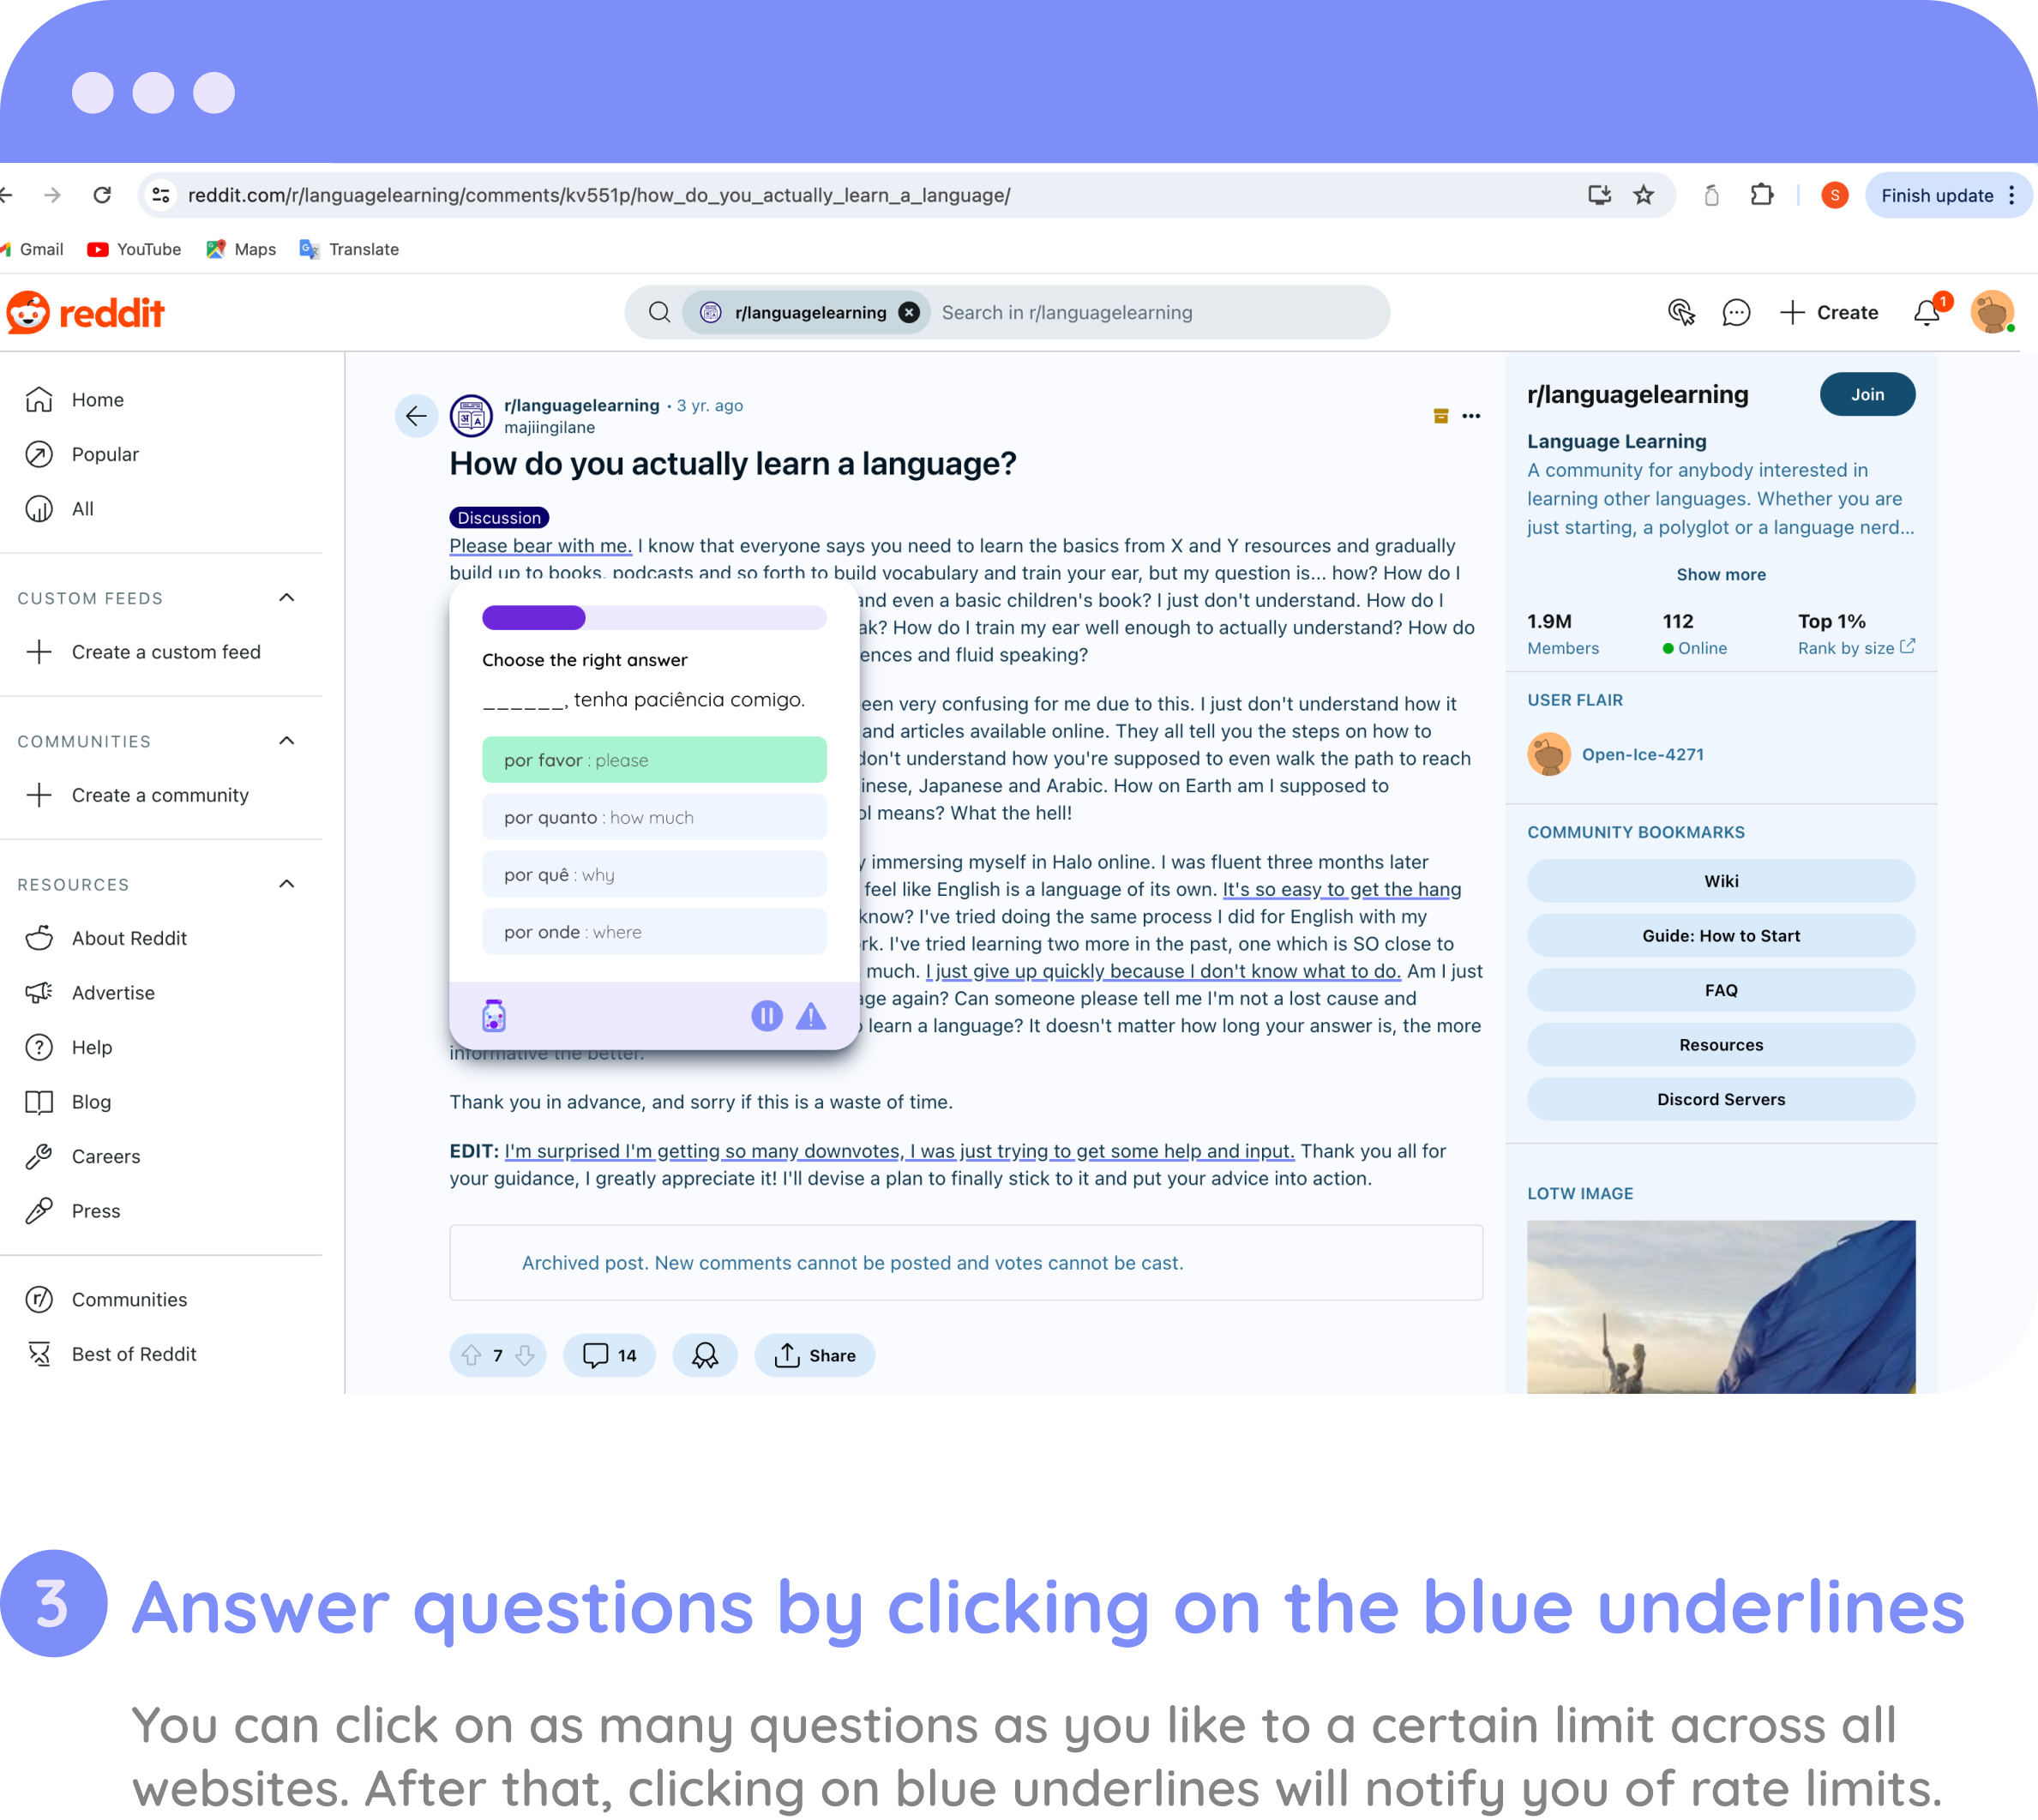 reddit.com/r/languagelearning/comments/kv551p/how_do_you_actually_learn_a_language/
S
Finish update
Gmail
YouTube
Maps
Translate
reddit
r/languagelearning
Search in r/languagelearning
Create
1
Home
Popular
All
CUSTOM FEEDS
Create a custom feed
COMMUNITIES
Create a community
RESOURCES
About Reddit
Advertise
Help
Blog
Careers
Press
Communities
Best of Reddit
r/languagelearning • 3 yr. ago
majiingilane
How do you actually learn a language?
Discussion
Please bear with me. I know that everyone says you need to learn the basics from X and Y resources and gradually
build up to books, podcasts and so forth to build vocabulary and train your ear, but my question is... how? How do I
and even a basic children's book? I just don't understand. How do I
ak? How do I train my ear well enough to actually understand? How do
ences and fluid speaking?
een very confusing for me due to this. I just don't understand how it
and articles available online. They all tell you the steps on how to
don't understand how you're supposed to even walk the path to reach
inese, Japanese and Arabic. How on Earth am I supposed to
ol means? What the hell!
y immersing myself in Halo online. I was fluent three months later
feel like English is a language of its own. It's so easy to get the hang
know? I've tried doing the same process I did for English with my
rk. I've tried learning two more in the past, one which is SO close to
much. I just give up quickly because I don't know what to do. Am I just
age again? Can someone please tell me I'm not a lost cause and
learn a language? It doesn't matter how long your answer is, the more
informative the better.
Choose the right answer
______, tenha paciência comigo.
por favor : please
por quanto : how much
por quê : why
por onde : where
Thank you in advance, and sorry if this is a waste of time.
EDIT: I'm surprised I'm getting so many downvotes, I was just trying to get some help and input. Thank you all for
your guidance, I greatly appreciate it! I'll devise a plan to finally stick to it and put your advice into action.
Archived post. New comments cannot be posted and votes cannot be cast.
7
14
Share
r/languagelearning
Join
Language Learning
A community for anybody interested in
learning other languages. Whether you are
just starting, a polyglot or a language nerd...
Show more
1.9M 112 Top 1%
Members Online Rank by size
USER FLAIR
Open-Ice-4271
COMMUNITY BOOKMARKS
Wiki
Guide: How to Start
FAQ
Resources
Discord Servers
LOTW IMAGE
3
Answer questions by clicking on the blue underlines
You can click on as many questions as you like to a certain limit across all
websites. After that, clicking on blue underlines will notify you of rate limits.